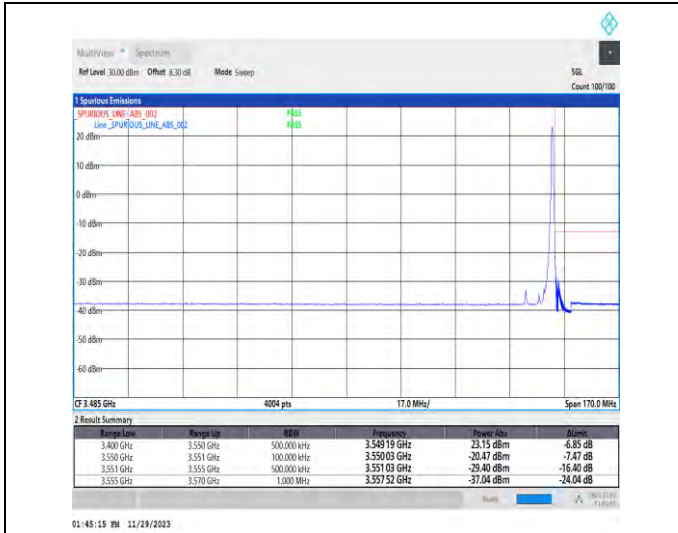 MultiView Spectrum
Ref Level 30.00 dBm Offset 8.30 dB Mode Sweep SGL
Count 100/100
1 Spurious Emissions
SPURIOUS_LINE_ABS_002 PASS
Line _SPURIOUS_LINE_ABS_002 PASS
20 dBm
10 dBm
0 dBm
-10 dBm
-20 dBm
-30 dBm
-40 dBm
-50 dBm
-60 dBm
CF 3.485 GHz 4004 pts 17.0 MHz/ Span 170.0 MHz
2 Result Summary
Range Low Range Up RBW Frequency Power Abs ΔLimit
3.400 GHz 3.550 GHz 500.000 kHz 3.549 19 GHz 23.15 dBm -6.85 dB
3.550 GHz 3.551 GHz 100.000 kHz 3.550 03 GHz -20.47 dBm -7.47 dB
3.551 GHz 3.555 GHz 500.000 kHz 3.551 03 GHz -29.40 dBm -16.40 dB
3.555 GHz 3.570 GHz 1.000 MHz 3.557 52 GHz -37.04 dBm -24.04 dB
01:45:15 PM 11/29/2023